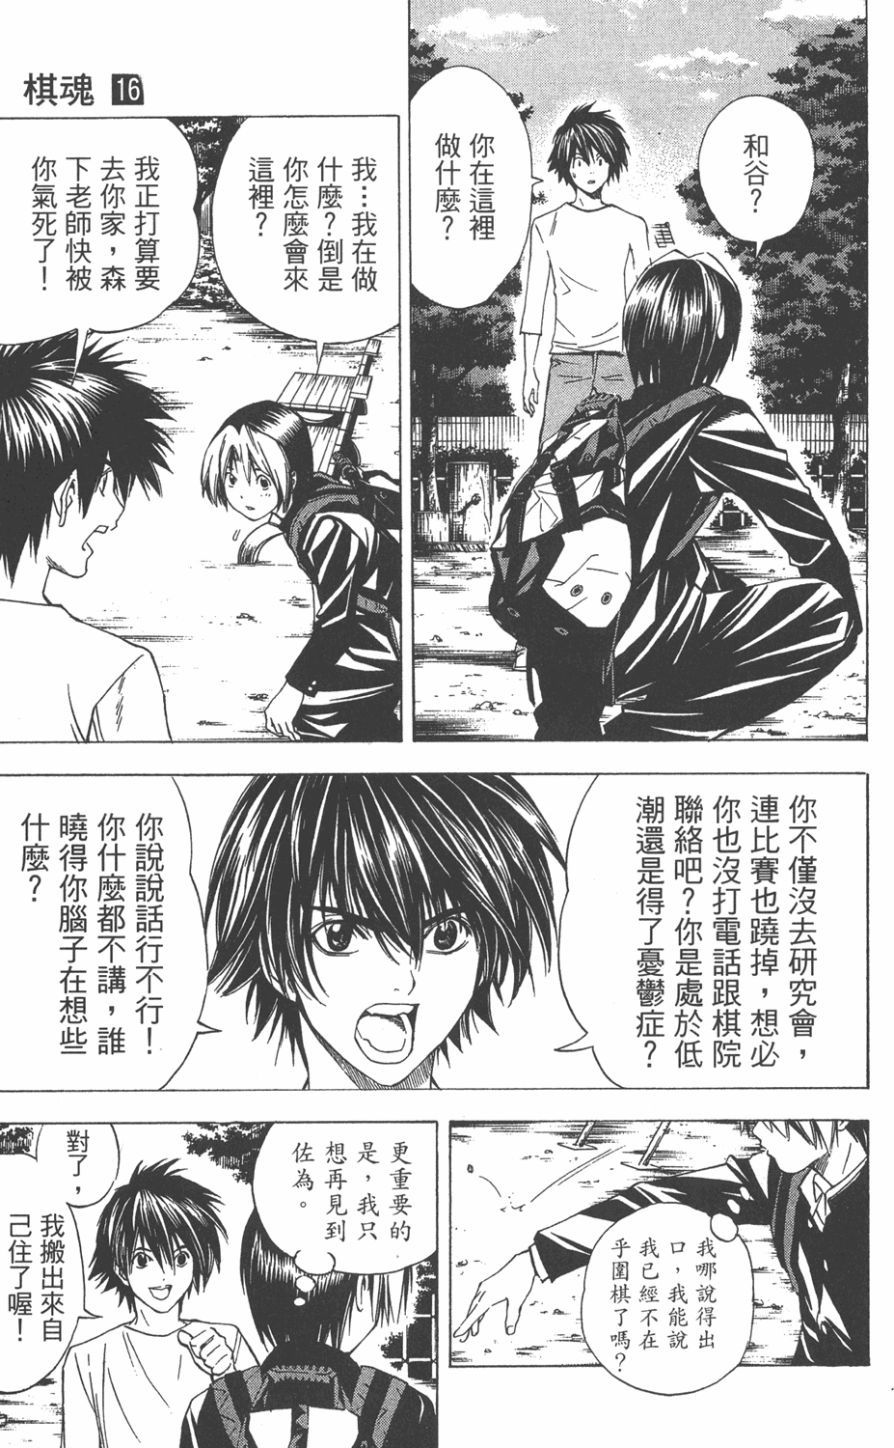 棋魂 16
和谷？
你在這裡
做什麼？
我…我在做
什麼？倒是
你怎麼會來
這裡？
我正打算要
去你家，森
下老師快被
你氣死了！
你不僅沒去研究會，
連比賽也蹺掉，想必
你也沒打電話跟棋院
聯絡吧？你是處於低
潮還是得了憂鬱症？
你說說話行不行！
你什麼都不講，誰
曉得你腦子在想些
什麼？
我哪說得出
口，我能說
我已經不在
乎圍棋了嗎？
更重要的
是，我只
想再見到
佐為。
對了，
我搬出來自
己住了喔！